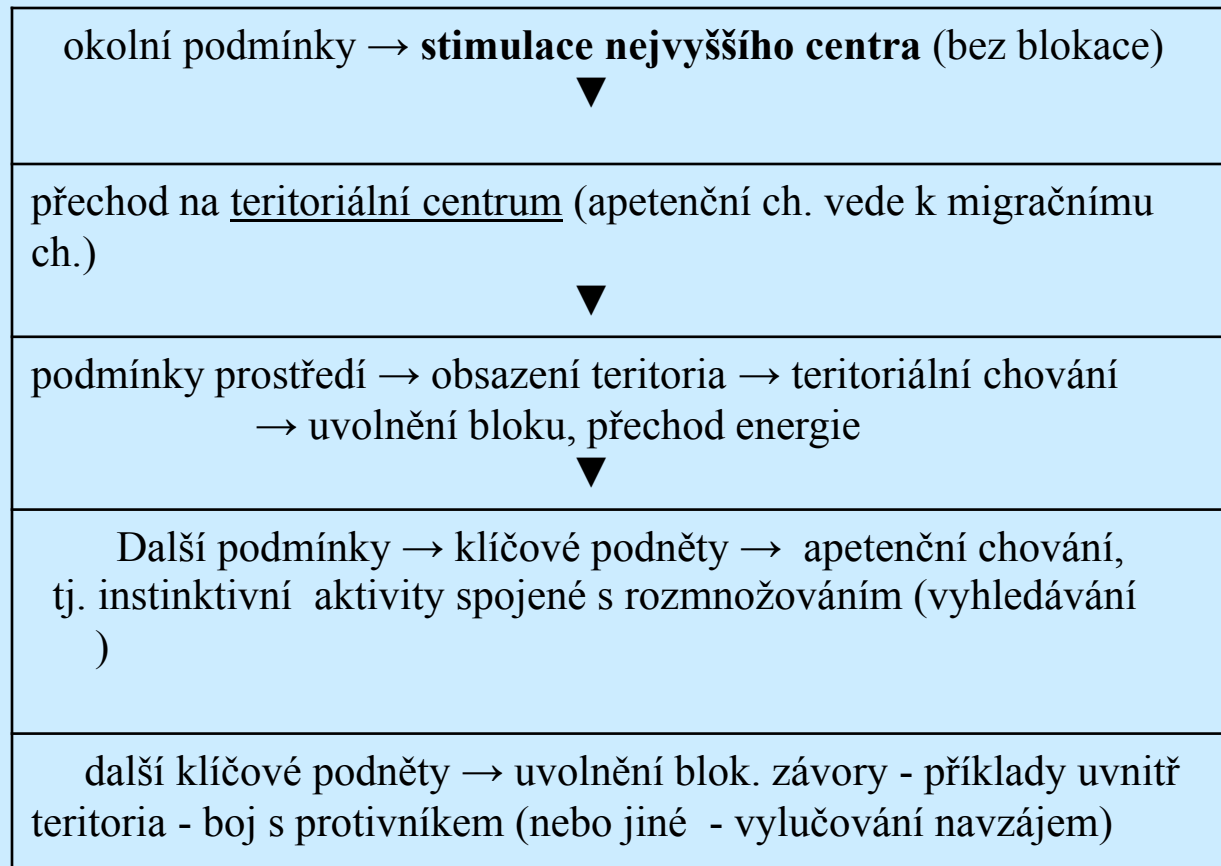 okolní podmínky → stimulace nejvyššího centra (bez blokace)
▼
přechod na teritoriální centrum (apetenční ch. vede k migračnímu
ch.)
▼
podmínky prostředí → obsazení teritoria → teritoriální chování
→ uvolnění bloku, přechod energie
▼
Další podmínky → klíčové podněty → apetenční chování,
tj. instinktivní aktivity spojené s rozmnožováním (vyhledávání
)
další klíčové podněty → uvolnění blok. závory - příklady uvnitř
teritoria - boj s protivníkem (nebo jiné - vylučování navzájem)